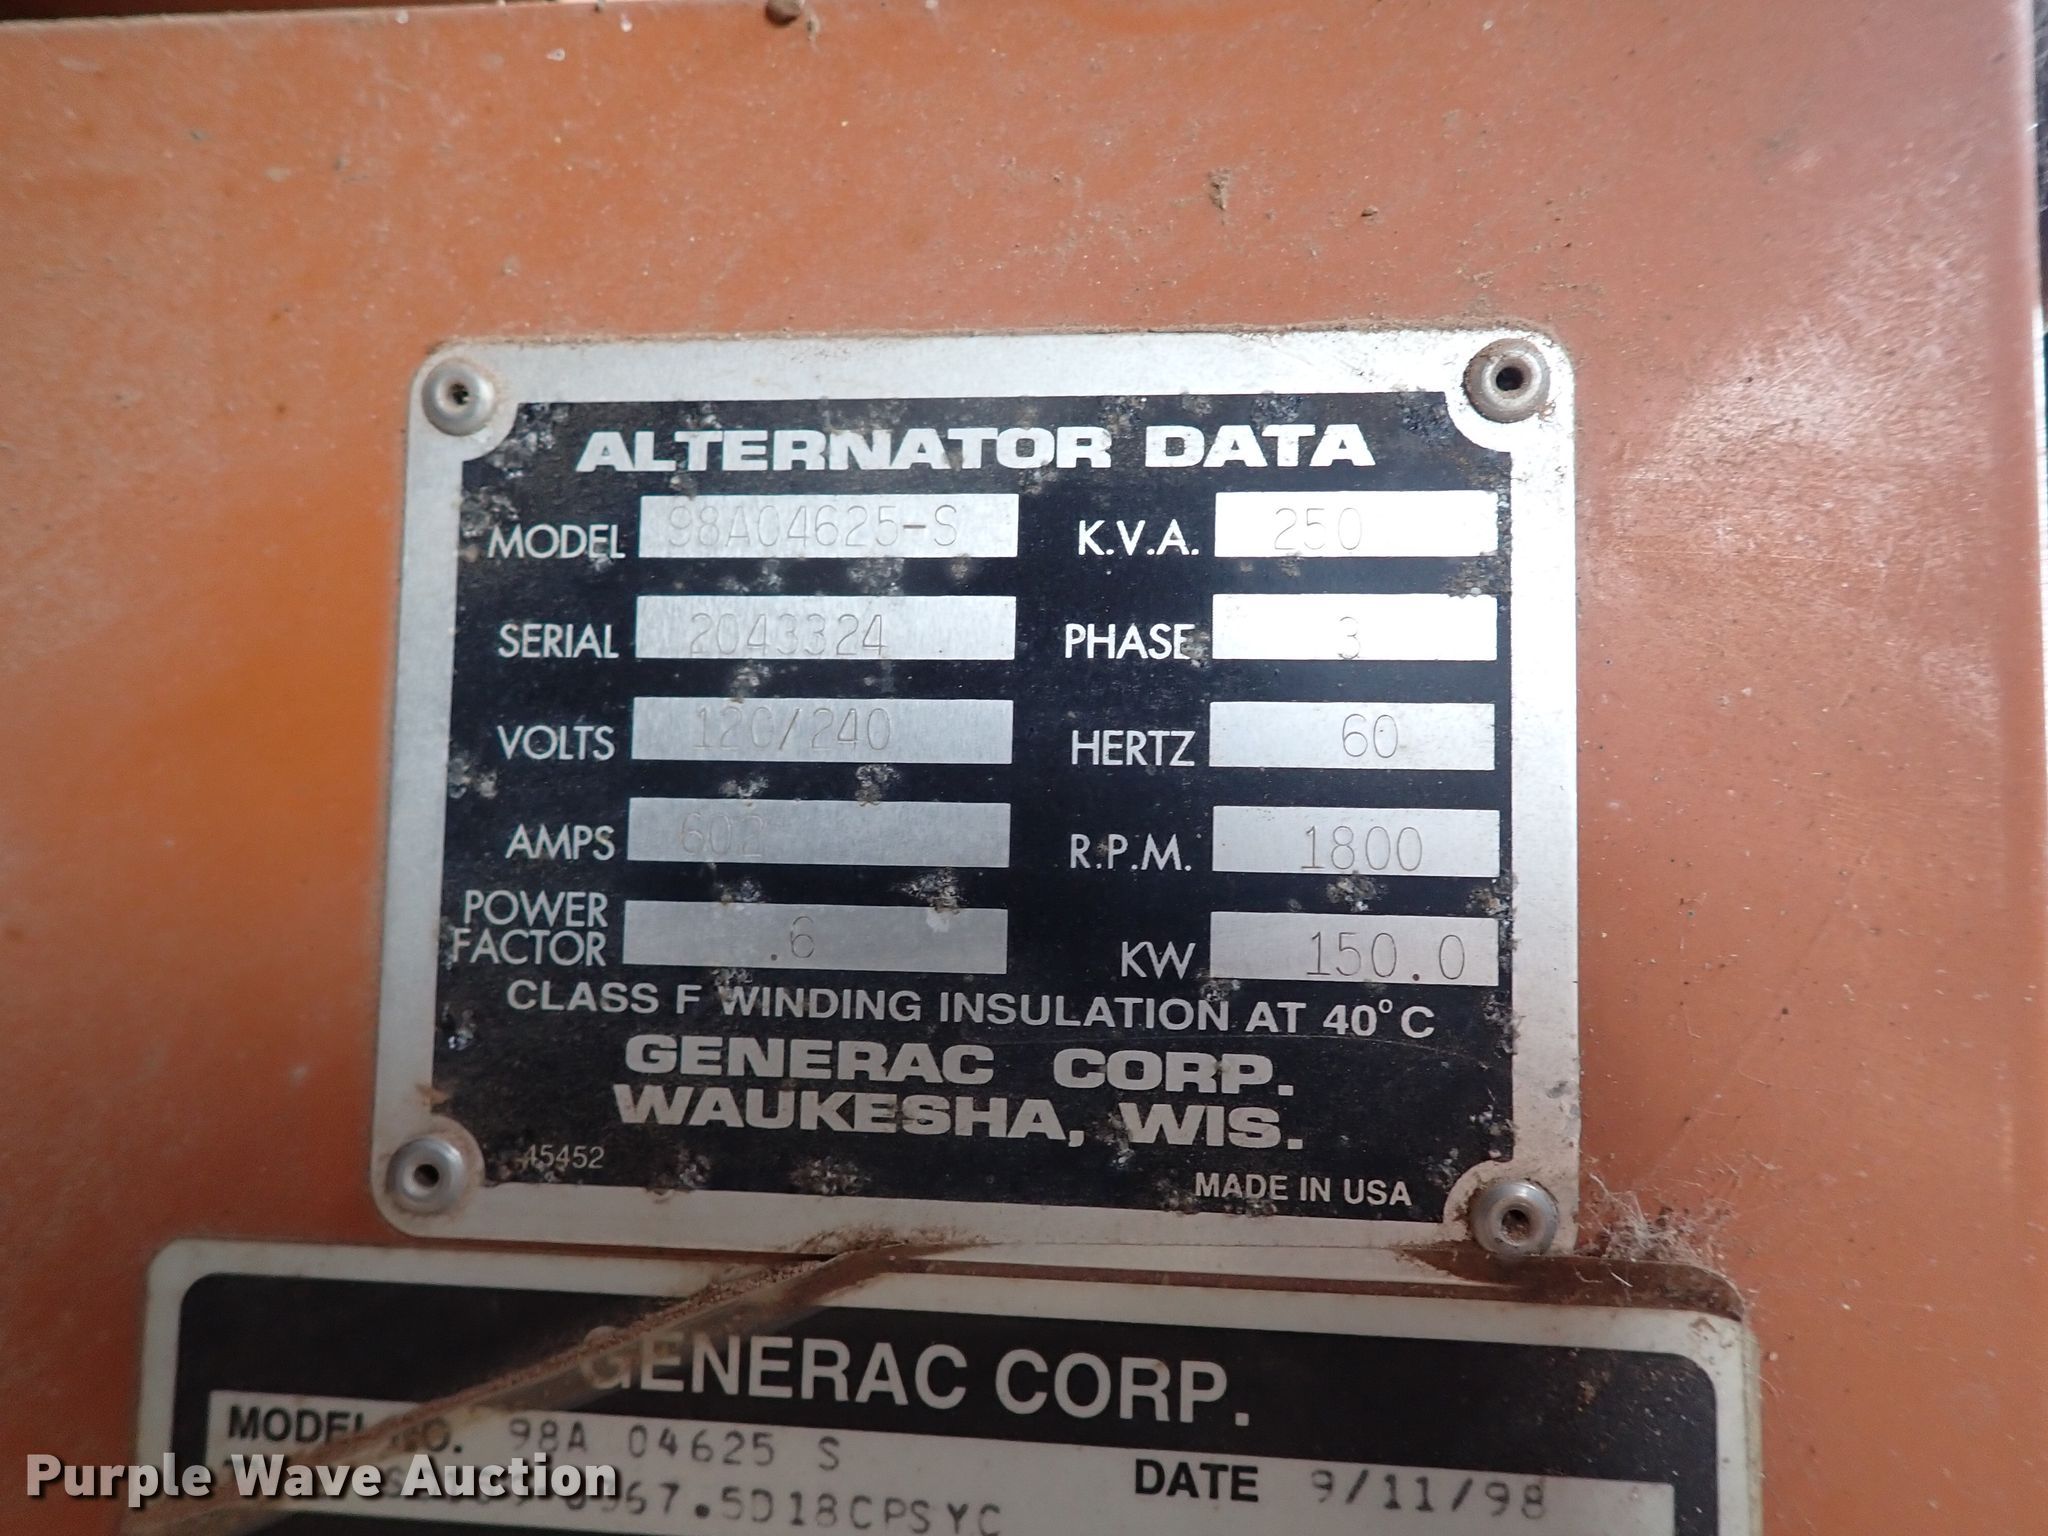 ALTERNATOR DATA
MODEL 98A04625-S K.V.A. 250
SERIAL 2043324 PHASE 3
VOLTS 120/240 HERTZ 60
AMPS 602 R.P.M. 1800
POWER FACTOR .6 KW 150.0
CLASS F WINDING INSULATION AT 40°C
GENERAC CORP.
WAUKESHA, WIS.
45452
MADE IN USA
GENERAC CORP.
MODEL NO. 98A 04625 S
DATE 9/11/98
Purple Wave Auction